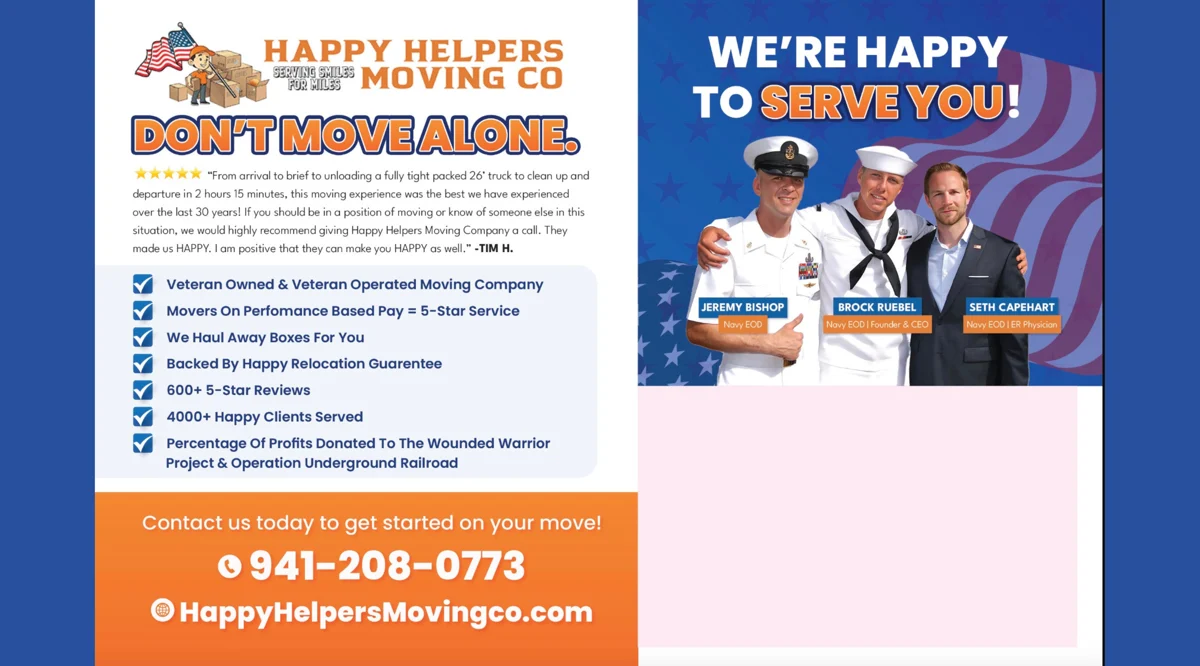 HAPPY HELPERS
SERVING SMILES
FOR MILES
MOVING CO
DON'T MOVE ALONE.
“From arrival to brief to unloading a fully tight packed 26’ truck to clean up and
departure in 2 hours 15 minutes, this moving experience was the best we have experienced
over the last 30 years! If you should be in a position of moving or know of someone else in this
situation, we would highly recommend giving Happy Helpers Moving Company a call. They
made us HAPPY. I am positive that they can make you HAPPY as well.” -TIM H.
Veteran Owned & Veteran Operated Moving Company
Movers On Perfomance Based Pay = 5-Star Service
We Haul Away Boxes For You
Backed By Happy Relocation Guarentee
600+ 5-Star Reviews
4000+ Happy Clients Served
Percentage Of Profits Donated To The Wounded Warrior
Project & Operation Underground Railroad
Contact us today to get started on your move!
941-208-0773
HappyHelpersMovingco.com
WE’RE HAPPY
TO SERVE YOU!
JEREMY BISHOP
Navy EOD
BROCK RUEBEL
Navy EOD | Founder & CEO
SETH CAPEHART
Navy EOD | ER Physician